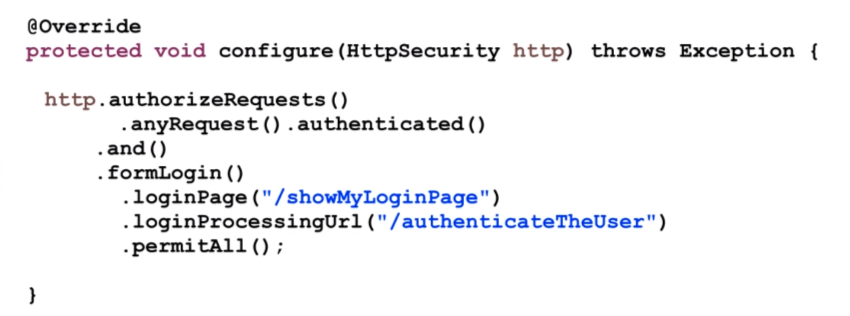 @Override
protected void configure(HttpSecurity http) throws Exception {
http.authorizeRequests()
.anyRequest().authenticated()
.and()
.formLogin()
.loginPage("/showMyLoginPage")
.loginProcessingUrl("/authenticateTheUser")
.permitAll();
}